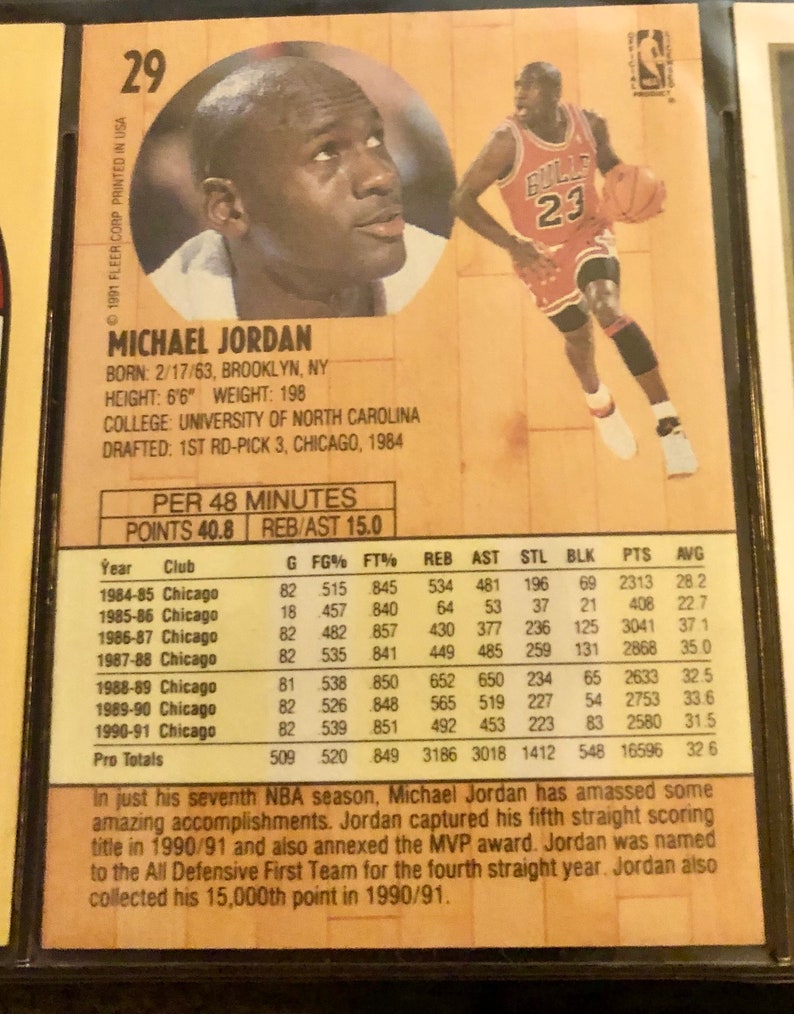 29
OFFICIAL LICENSED
NBA
PRODUCT
© 1991 FLEER CORP. PRINTED IN USA
BULLS
23
MICHAEL JORDAN
BORN: 2/17/63, BROOKLYN, NY
HEIGHT: 6'6" WEIGHT: 198
COLLEGE: UNIVERSITY OF NORTH CAROLINA
DRAFTED: 1ST RD-PICK 3, CHICAGO, 1984
PER 48 MINUTES
POINTS 40.8 REB/AST 15.0
Year Club G FG% FT% REB AST STL BLK PTS AVG
1984-85 Chicago 82 .515 .845 534 481 196 69 2313 28.2
1985-86 Chicago 18 .457 .840 64 53 37 21 408 22.7
1986-87 Chicago 82 .482 .857 430 377 236 125 3041 37.1
1987-88 Chicago 82 .535 .841 449 485 259 131 2868 35.0
1988-89 Chicago 81 .538 .850 652 650 234 65 2633 32.5
1989-90 Chicago 82 .526 .848 565 519 227 54 2753 33.6
1990-91 Chicago 82 .539 .851 492 453 223 83 2580 31.5
Pro Totals 509 .520 .849 3186 3018 1412 548 16596 32.6
In just his seventh NBA season, Michael Jordan has amassed some
amazing accomplishments. Jordan captured his fifth straight scoring
title in 1990/91 and also annexed the MVP award. Jordan was named
to the All Defensive First Team for the fourth straight year. Jordan also
collected his 15,000th point in 1990/91.